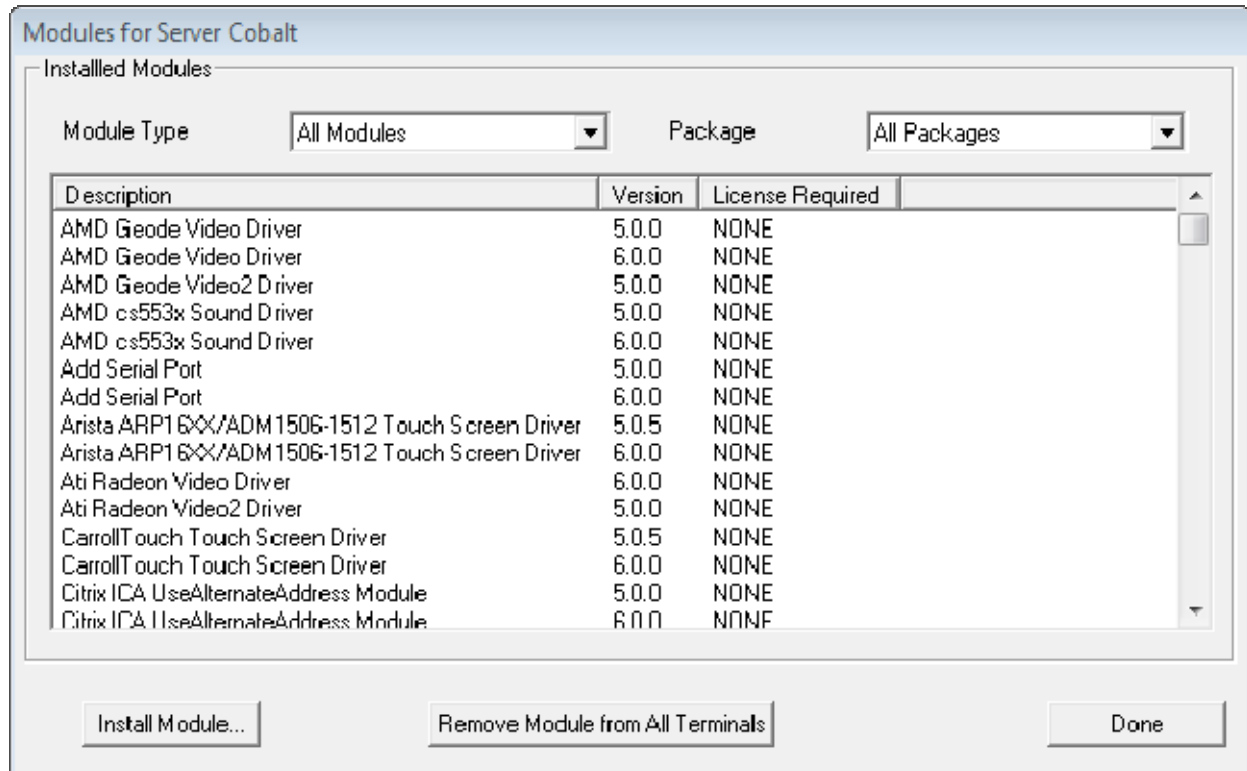 Modules for Server Cobalt
Installled Modules
Module Type All Modules Package All Packages
Description Version License Required
AMD Geode Video Driver 5.0.0 NONE
AMD Geode Video Driver 6.0.0 NONE
AMD Geode Video2 Driver 5.0.0 NONE
AMD cs553x Sound Driver 5.0.0 NONE
AMD cs553x Sound Driver 6.0.0 NONE
Add Serial Port 5.0.0 NONE
Add Serial Port 6.0.0 NONE
Arista ARP16XX/ADM1506-1512 Touch Screen Driver 5.0.5 NONE
Arista ARP16XX/ADM1506-1512 Touch Screen Driver 6.0.0 NONE
Ati Radeon Video Driver 6.0.0 NONE
Ati Radeon Video2 Driver 5.0.0 NONE
CarrollTouch Touch Screen Driver 5.0.5 NONE
CarrollTouch Touch Screen Driver 6.0.0 NONE
Citrix ICA UseAlternateAddress Module 5.0.0 NONE
Citrix ICA UseAlternateAddress Module 6.0.0 NONE
Install Module... Remove Module from All Terminals Done